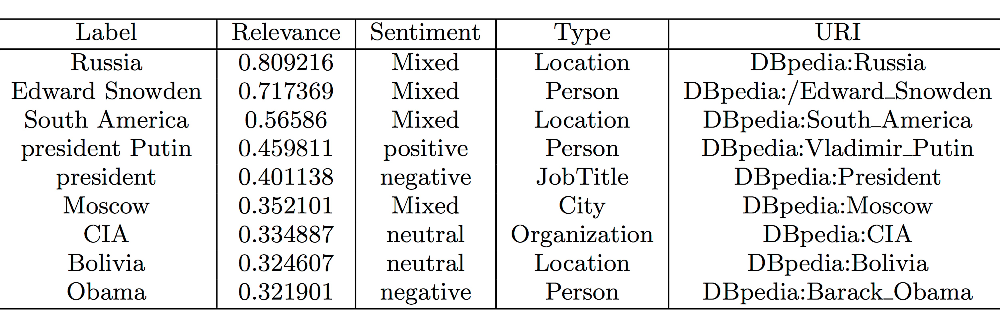 Label Relevance Sentiment Type URI
Russia 0.809216 Mixed Location DBpedia:Russia
Edward Snowden 0.717369 Mixed Person DBpedia:/Edward_Snowden
South America 0.56586 Mixed Location DBpedia:South_America
president Putin 0.459811 positive Person DBpedia:Vladimir_Putin
president 0.401138 negative JobTitle DBpedia:President
Moscow 0.352101 Mixed City DBpedia:Moscow
CIA 0.334887 neutral Organization DBpedia:CIA
Bolivia 0.324607 neutral Location DBpedia:Bolivia
Obama 0.321901 negative Person DBpedia:Barack_Obama